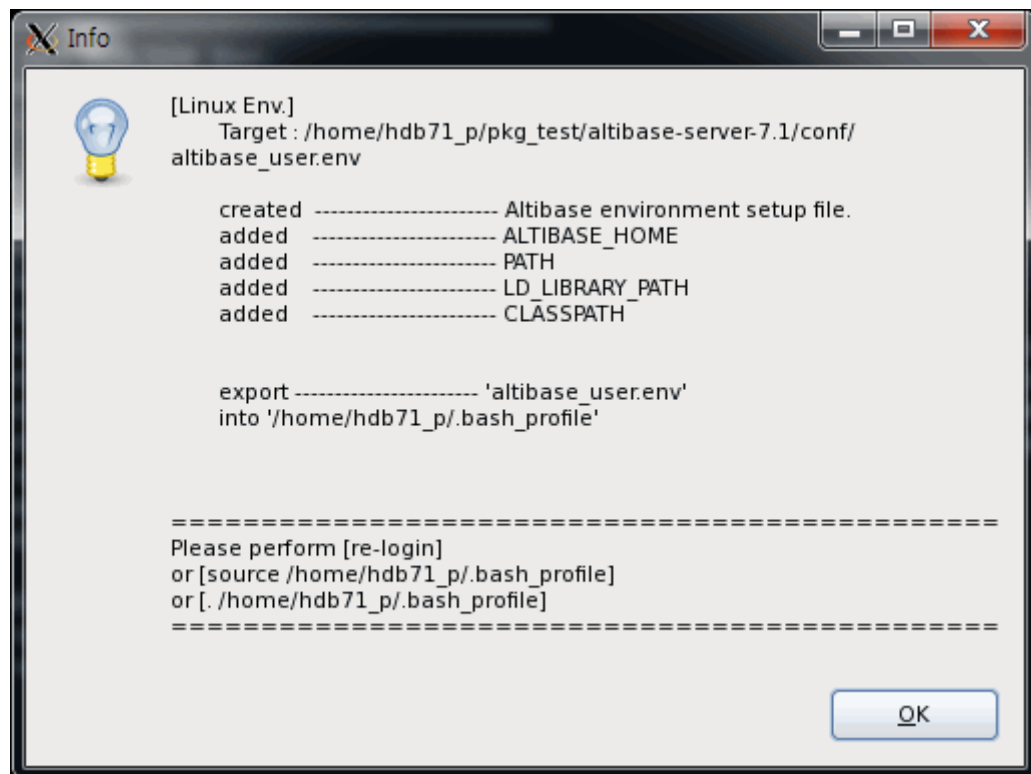 Info
[Linux Env.]
Target : /home/hdb71_p/pkg_test/altibase-server-7.1/conf/
altibase_user.env
created ----------------------- Altibase environment setup file.
added ----------------------- ALTIBASE_HOME
added ----------------------- PATH
added ----------------------- LD_LIBRARY_PATH
added ----------------------- CLASSPATH
export ----------------------- 'altibase_user.env'
into '/home/hdb71_p/.bash_profile'
==============================================
Please perform [re-login]
or [source /home/hdb71_p/.bash_profile]
or [. /home/hdb71_p/.bash_profile]
==============================================
OK